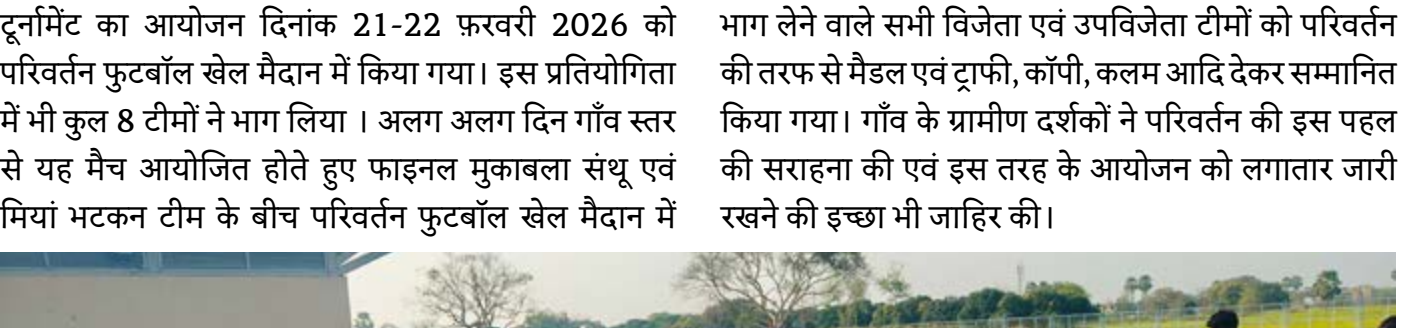 टूर्नामेंट का आयोजन दिनांक 21-22 फ़रवरी 2026 को
परिवर्तन फुटबॉल खेल मैदान में किया गया। इस प्रतियोगिता
में भी कुल 8 टीमों ने भाग लिया । अलग अलग दिन गाँव स्तर
से यह मैच आयोजित होते हुए फाइनल मुकाबला संथू एवं
मियां भटकन टीम के बीच परिवर्तन फुटबॉल खेल मैदान में
भाग लेने वाले सभी विजेता एवं उपविजेता टीमों को परिवर्तन
की तरफ से मैडल एवं ट्राफी, कॉपी, कलम आदि देकर सम्मानित
किया गया। गाँव के ग्रामीण दर्शकों ने परिवर्तन की इस पहल
की सराहना की एवं इस तरह के आयोजन को लगातार जारी
रखने की इच्छा भी जाहिर की।